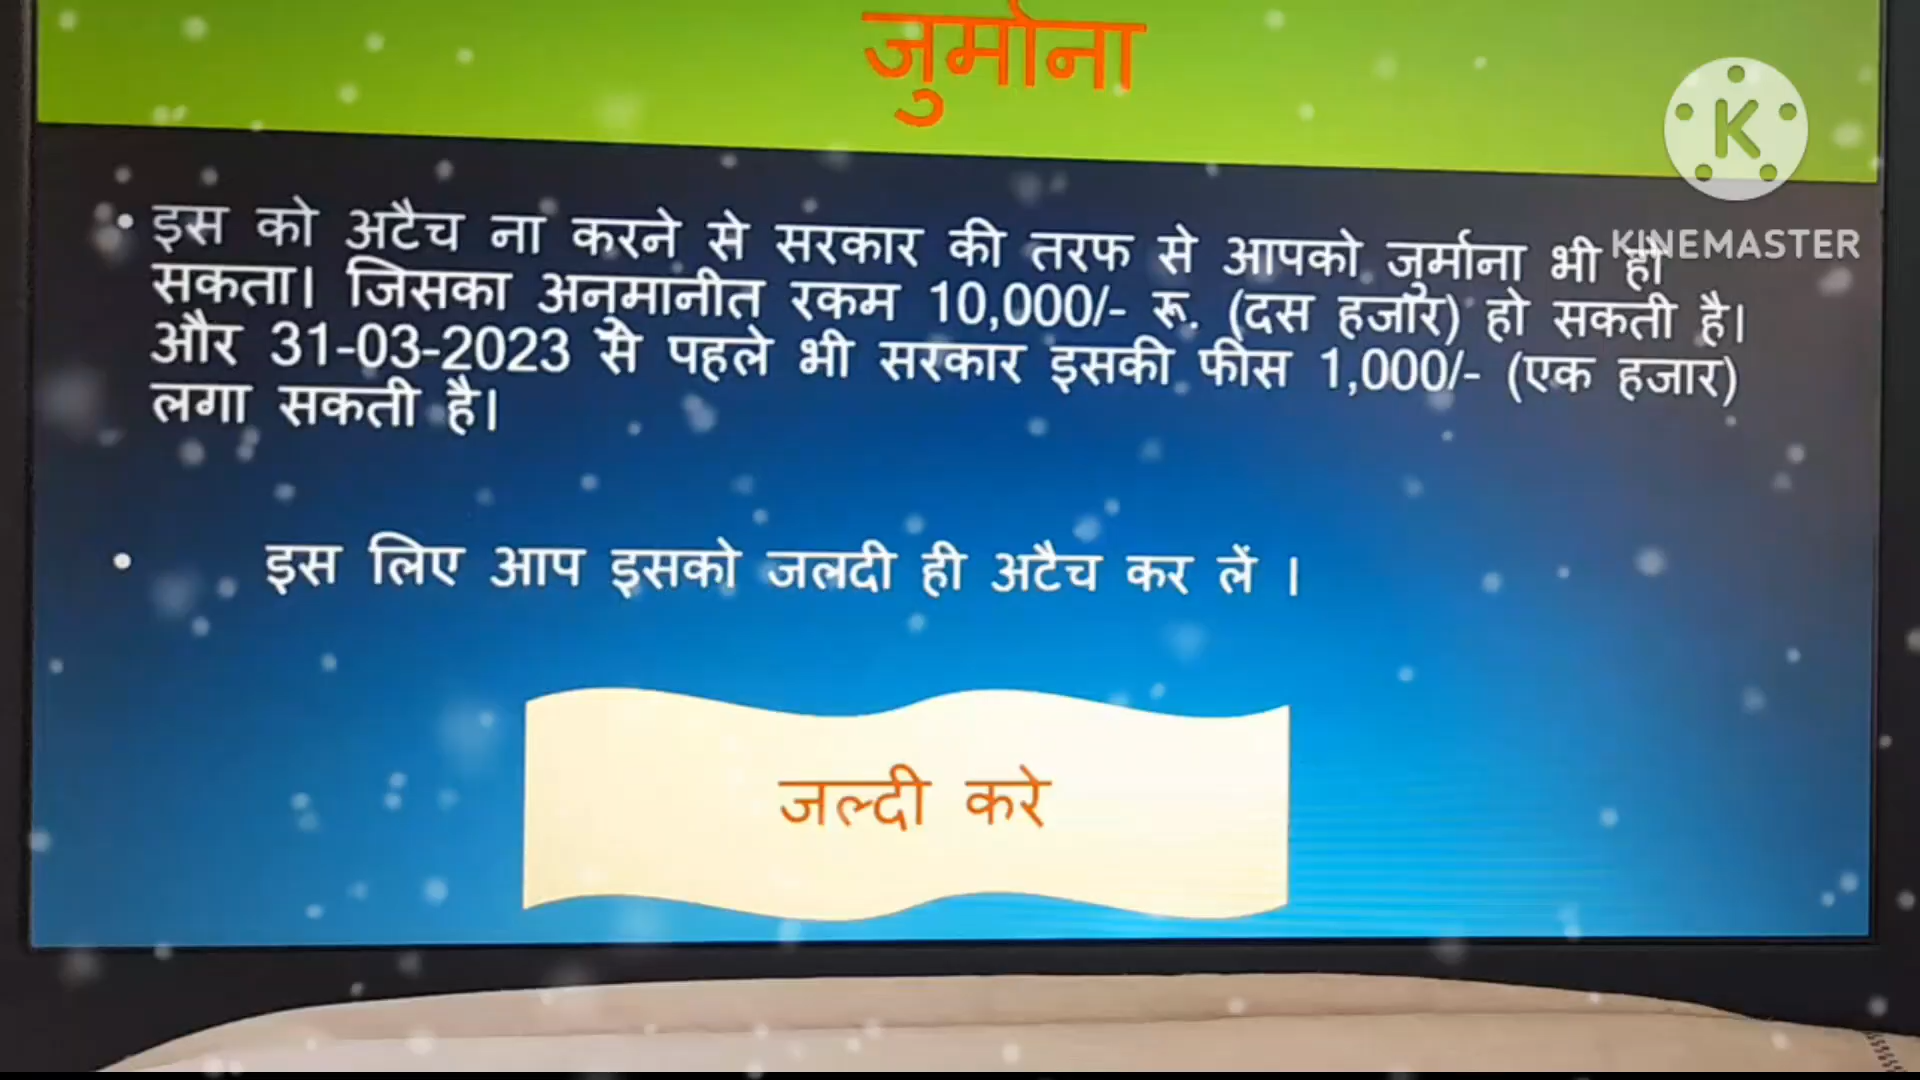 जुर्माना
K
KINEMASTER
• इस को अटैच ना करने से सरकार की तरफ से आपको जुर्माना भी हो
सकता। जिसका अनुमानीत रकम 10,000/- रू. (दस हजार) हो सकती है।
और 31-03-2023 से पहले भी सरकार इसकी फीस 1,000/- (एक हजार)
लगा सकती है।
• इस लिए आप इसको जलदी ही अटैच कर लें ।
जल्दी करे